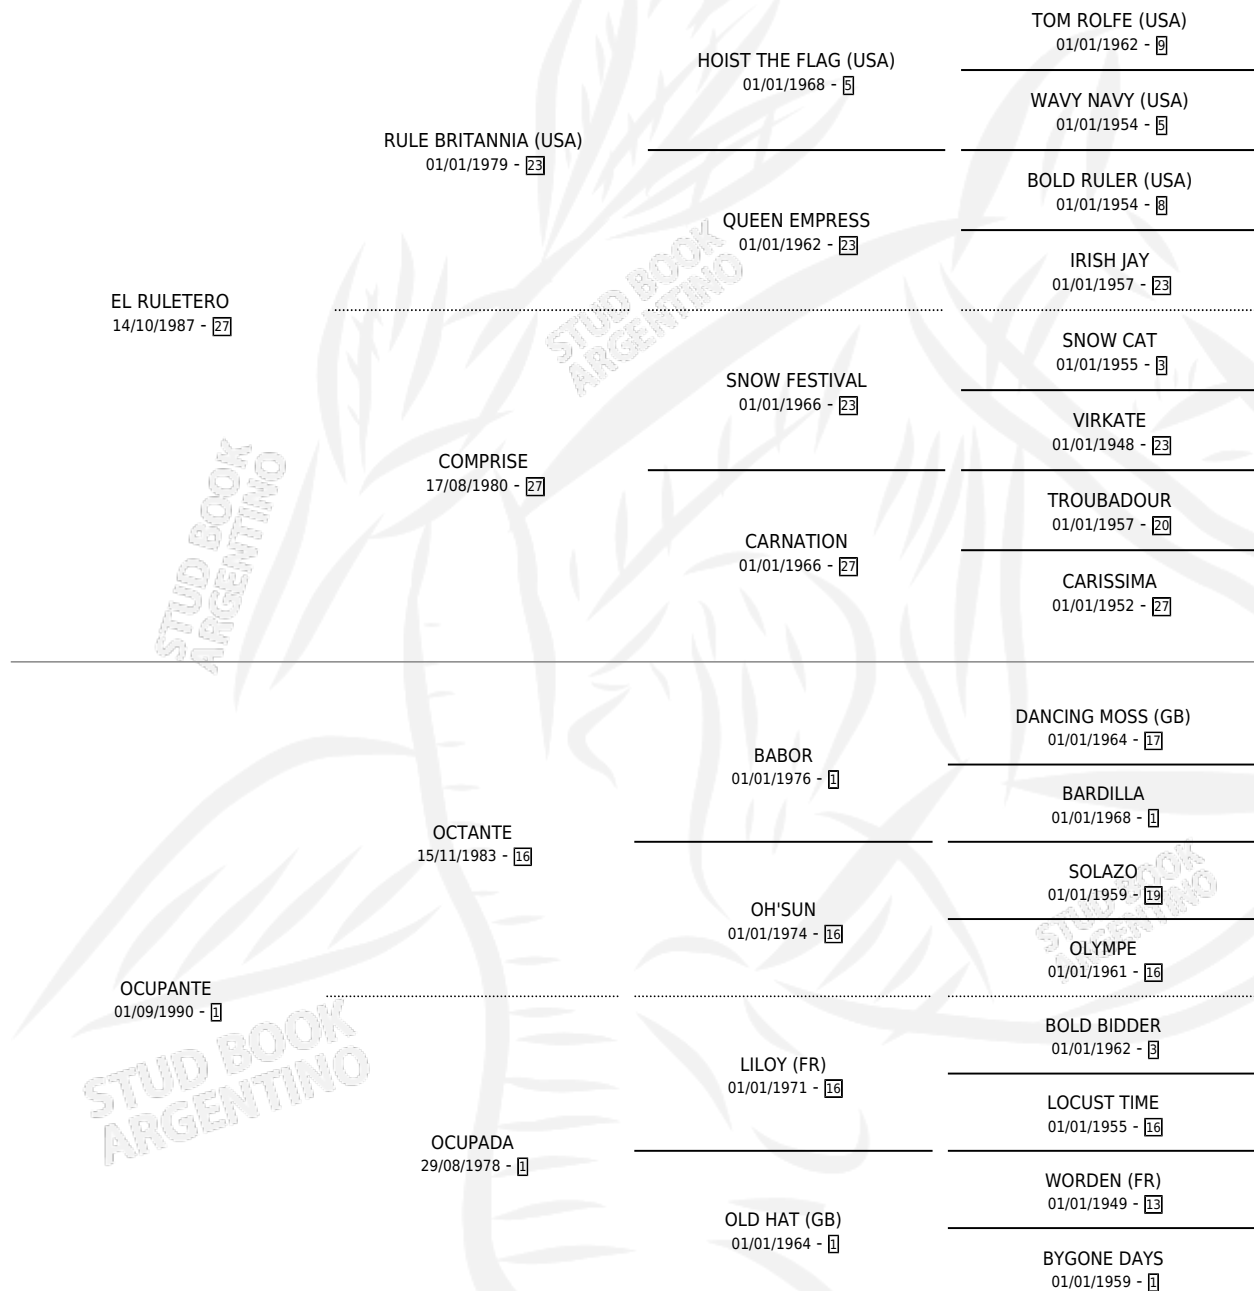 TOM ROLFE (USA)
01/01/1962 - 9
HOIST THE FLAG (USA)
01/01/1968 - 5
WAVY NAVY (USA)
01/01/1954 - 5
RULE BRITANNIA (USA)
01/01/1979 - 23
BOLD RULER (USA)
01/01/1954 - 8
QUEEN EMPRESS
01/01/1962 - 23
IRISH JAY
01/01/1957 - 23
EL RULETERO
14/10/1987 - 27
SNOW CAT
01/01/1955 - 3
SNOW FESTIVAL
01/01/1966 - 23
VIRKATE
01/01/1948 - 23
COMPRISE
17/08/1980 - 27
TROUBADOUR
01/01/1957 - 20
CARNATION
01/01/1966 - 27
CARISSIMA
01/01/1952 - 27
DANCING MOSS (GB)
01/01/1964 - 17
BABOR
01/01/1976 - 1
BARDILLA
01/01/1968 - 1
OCTANTE
15/11/1983 - 16
SOLAZO
01/01/1959 - 19
OH'SUN
01/01/1974 - 16
OLYMPE
01/01/1961 - 16
OCUPANTE
01/09/1990 - 1
BOLD BIDDER
01/01/1962 - 3
LILOY (FR)
01/01/1971 - 16
LOCUST TIME
01/01/1955 - 16
OCUPADA
29/08/1978 - 1
WORDEN (FR)
01/01/1949 - 13
OLD HAT (GB)
01/01/1964 - 1
BYGONE DAYS
01/01/1959 - 1
STUD BOOK
ARGENTINO
STUD BOOK
ARGENTINO
STUD BOOK
ARGENTINO
STUD BOOK
ARGENTINO